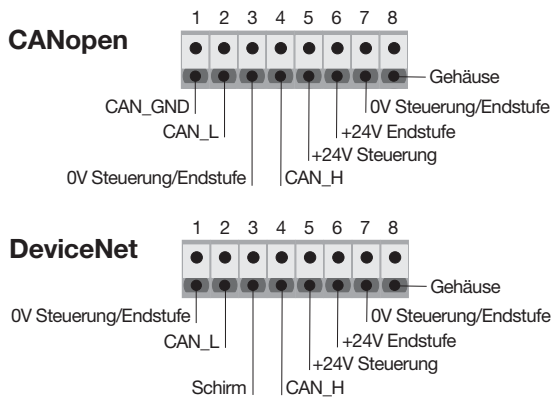 CANopen
1 2 3 4 5 6 7 8
Gehäuse
CAN_GND
0V Steuerung/Endstufe
CAN_L
+24V Endstufe
+24V Steuerung
0V Steuerung/Endstufe
CAN_H
DeviceNet
1 2 3 4 5 6 7 8
Gehäuse
0V Steuerung/Endstufe
0V Steuerung/Endstufe
CAN_L
+24V Endstufe
+24V Steuerung
Schirm
CAN_H